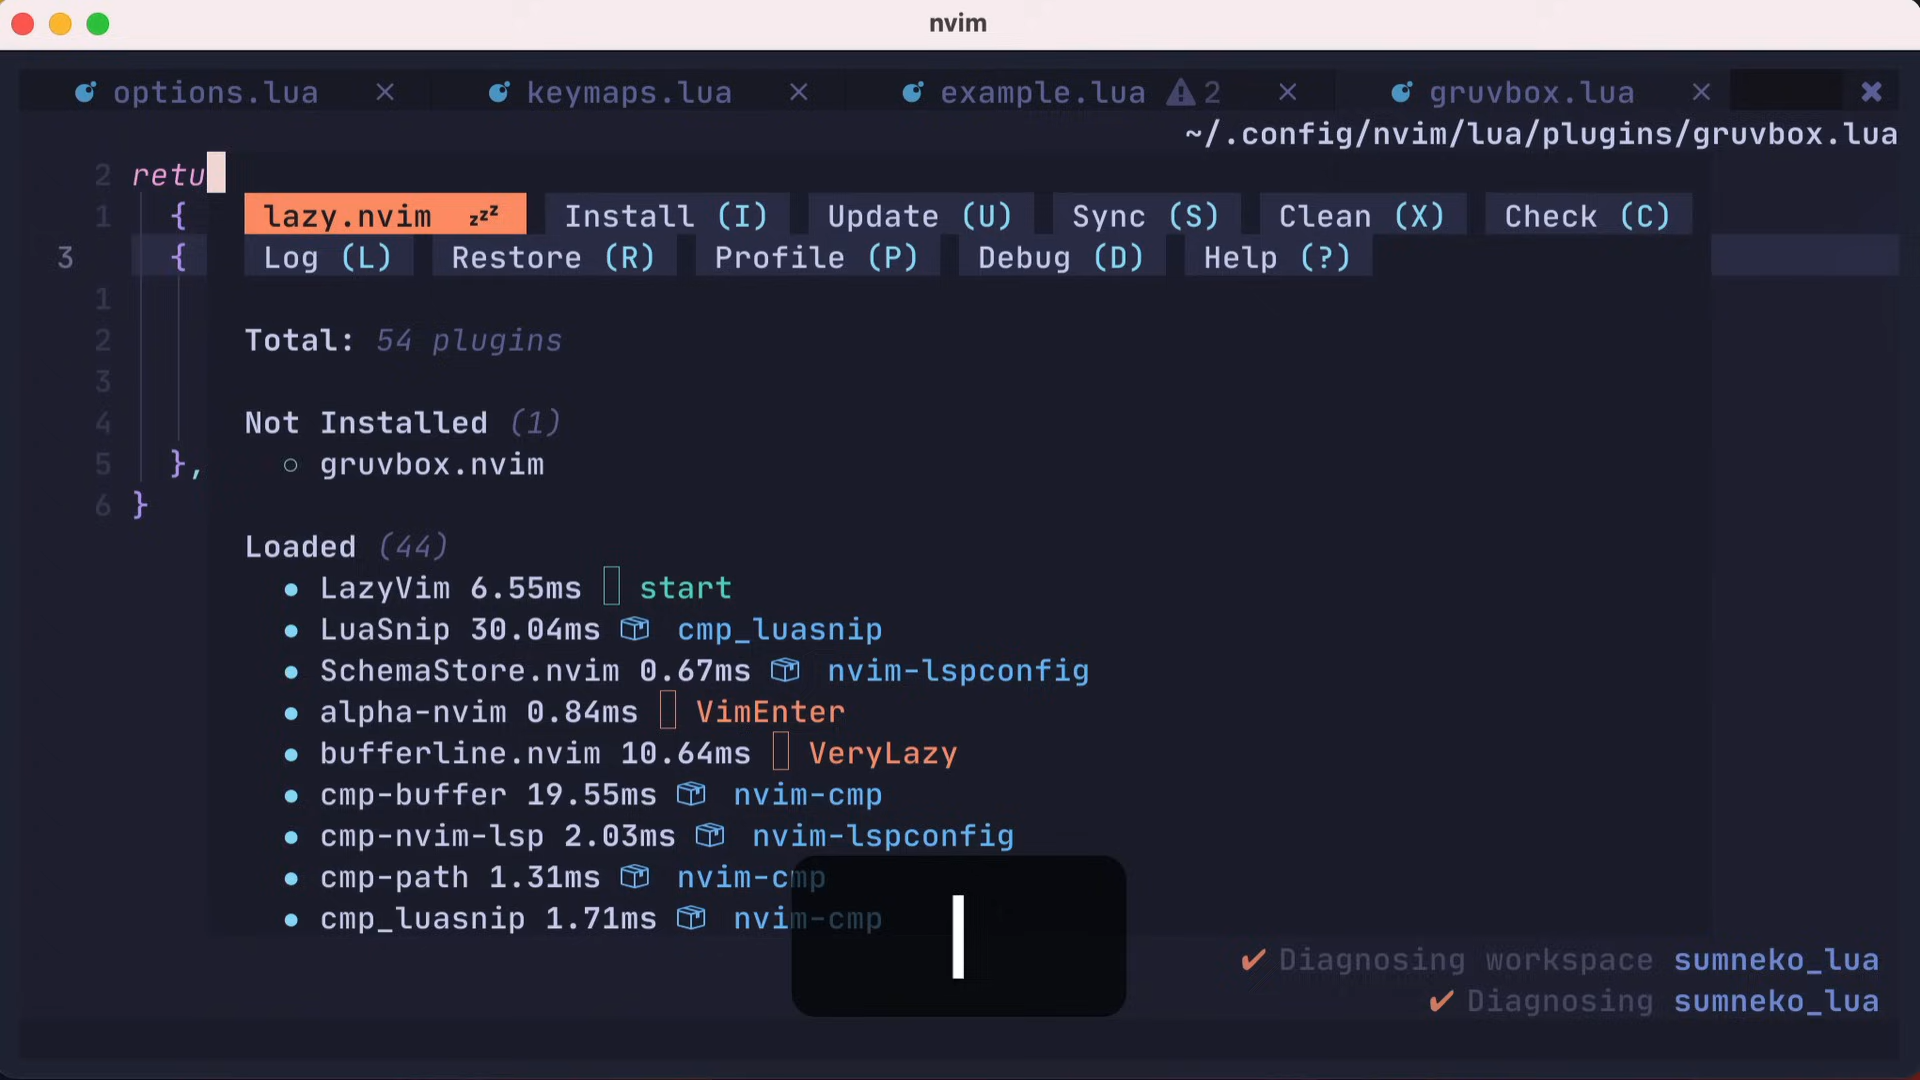 nvim
options.lua × keymaps.lua × example.lua 2 × gruvbox.lua ×
~/.config/nvim/lua/plugins/gruvbox.lua
2 retu
1 {
lazy.nvim zzz Install (I) Update (U) Sync (S) Clean (X) Check (C)
3 {
Log (L) Restore (R) Profile (P) Debug (D) Help (?)
1
2
Total: 54 plugins
3
4
Not Installed (1)
5 },
○ gruvbox.nvim
6 }
Loaded (44)
● LazyVim 6.55ms start
● LuaSnip 30.04ms cmp_luasnip
● SchemaStore.nvim 0.67ms nvim-lspconfig
● alpha-nvim 0.84ms VimEnter
● bufferline.nvim 10.64ms VeryLazy
● cmp-buffer 19.55ms nvim-cmp
● cmp-nvim-lsp 2.03ms nvim-lspconfig
● cmp-path 1.31ms nvim-cmp
● cmp_luasnip 1.71ms nvim-cmp
I
✔ Diagnosing workspace sumneko_lua
✔ Diagnosing sumneko_lua